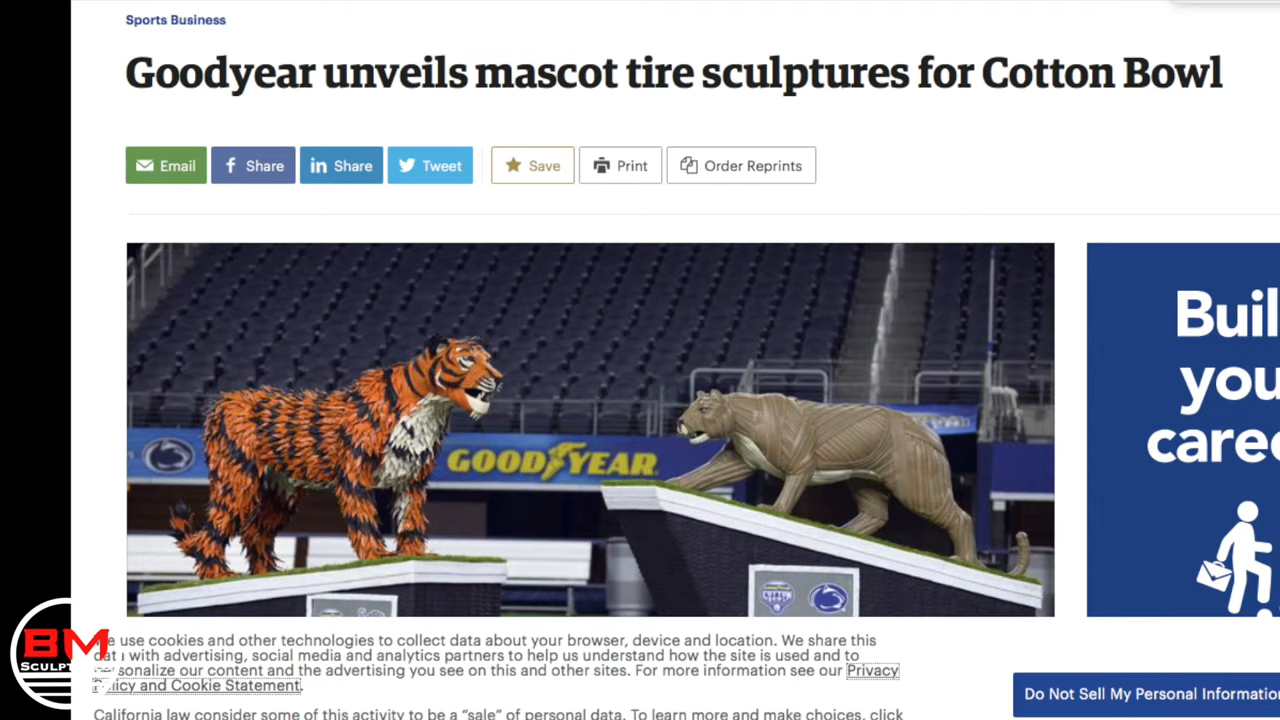 Sports Business
Goodyear unveils mascot tire sculptures for Cotton Bowl
Email
Share
Share
Tweet
Save
Print
Order Reprints
GOODYEAR
COTTON
BOWL
Buil
you
caree
use cookies and other technologies to collect data about your browser, device and location. We share this
data with advertising, social media and analytics partners to help us understand how the site is used and to
personalize our content and the advertising you see on this and other sites. For more information see our Privacy
Policy and Cookie Statement.
California law consider some of this activity to be a “sale” of personal data. To learn more and make choices, click
Do Not Sell My Personal Information
BM
SCULPT